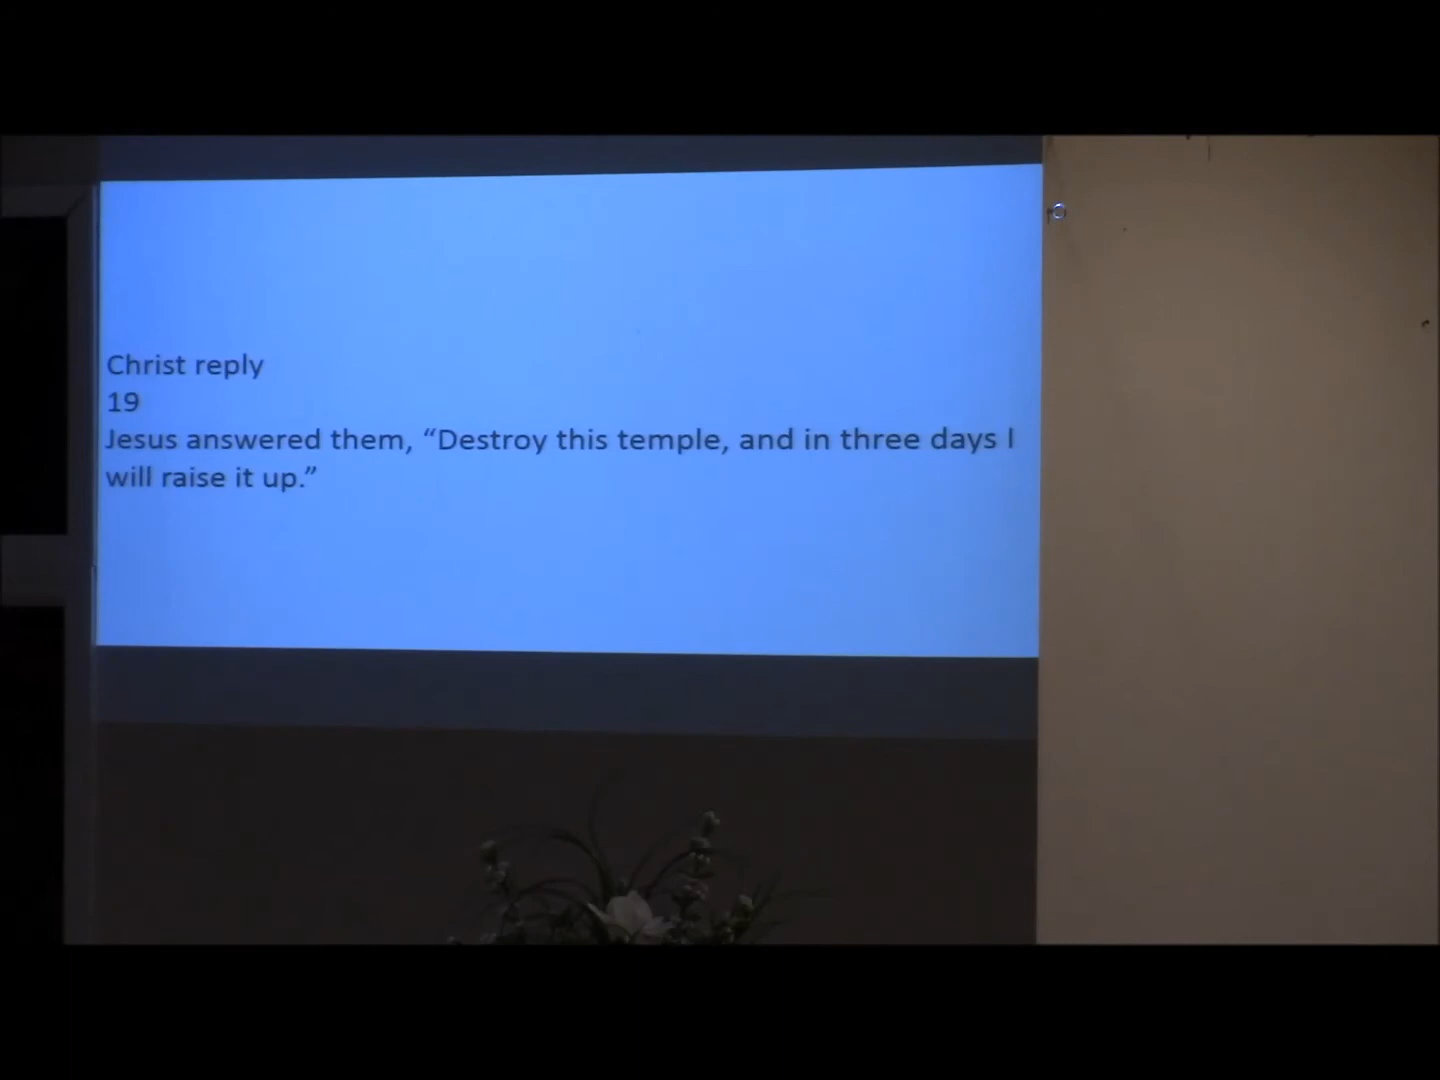 Christ reply
19
Jesus answered them, “Destroy this temple, and in three days I
will raise it up.”